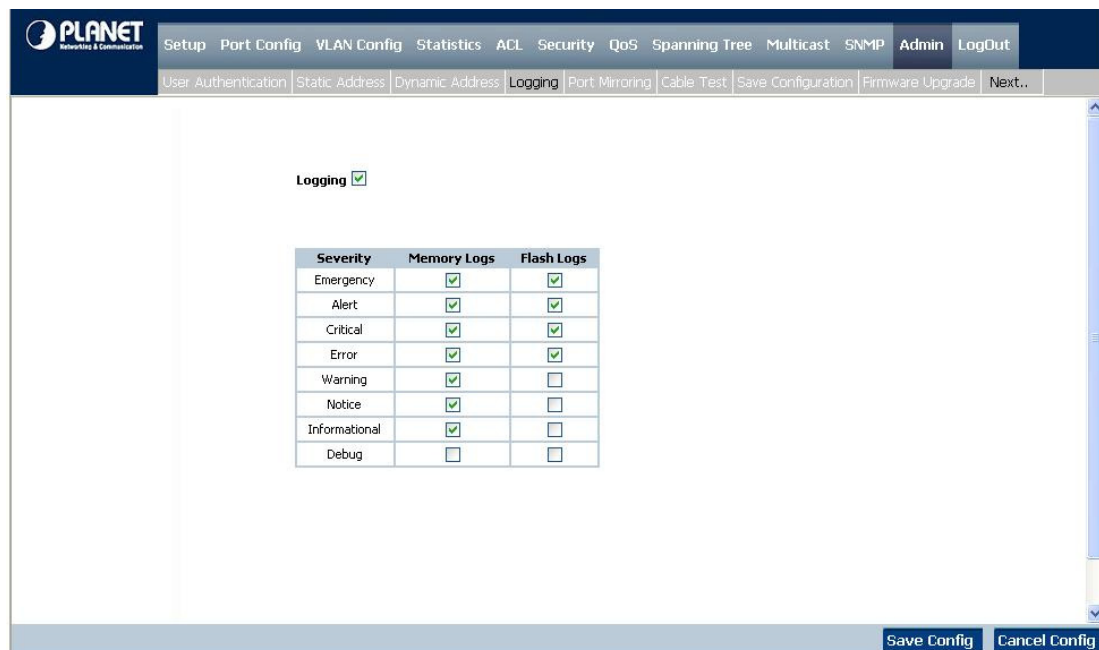 PLANET
Networking & Communication
Setup Port Config VLAN Config Statistics ACL Security QoS Spanning Tree Multicast SNMP Admin LogOut
User Authentication Static Address Dynamic Address Logging Port Mirroring Cable Test Save Configuration Firmware Upgrade Next..
Logging
Severity Memory Logs Flash Logs
Emergency
Alert
Critical
Error
Warning
Notice
Informational
Debug
Save Config Cancel Config